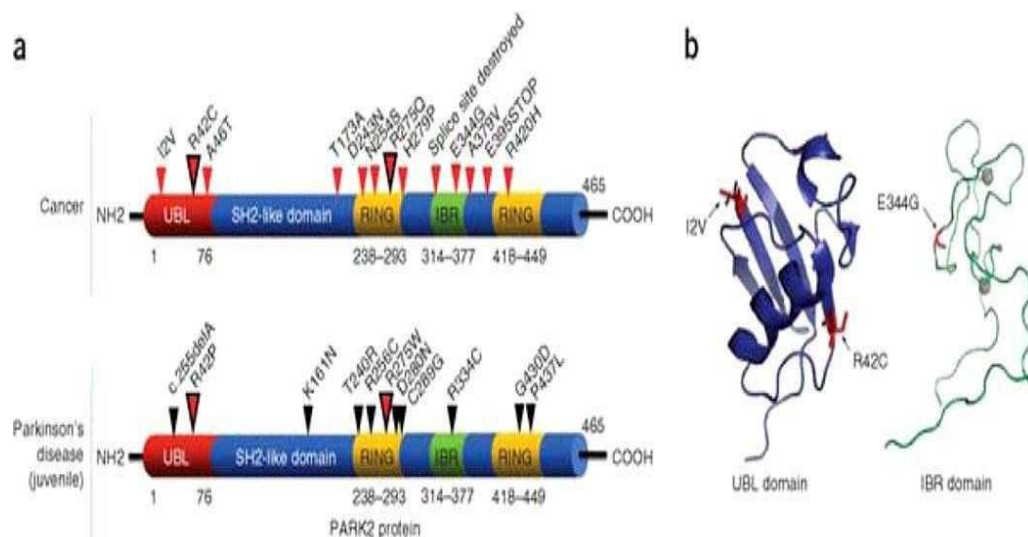 a
b
I2V
R42C
A46T
T173A
D243N
N254S
R275Q
H279P
Splice site destroyed
E344G
A379V
E395STOP
R420H
Cancer
NH2
UBL
SH2-like domain
RING
IBR
RING
465
COOH
1
76
238–293
314–377
418–449
c.255delA
R42P
K161N
T240R
R256C
R275W
D280N
C289G
R334C
G430D
P437L
Parkinson's
disease
(juvenile)
NH2
UBL
SH2-like domain
RING
IBR
RING
465
COOH
1
76
238–293
314–377
418–449
PARK2 protein
I2V
R42C
UBL domain
E344G
IBR domain